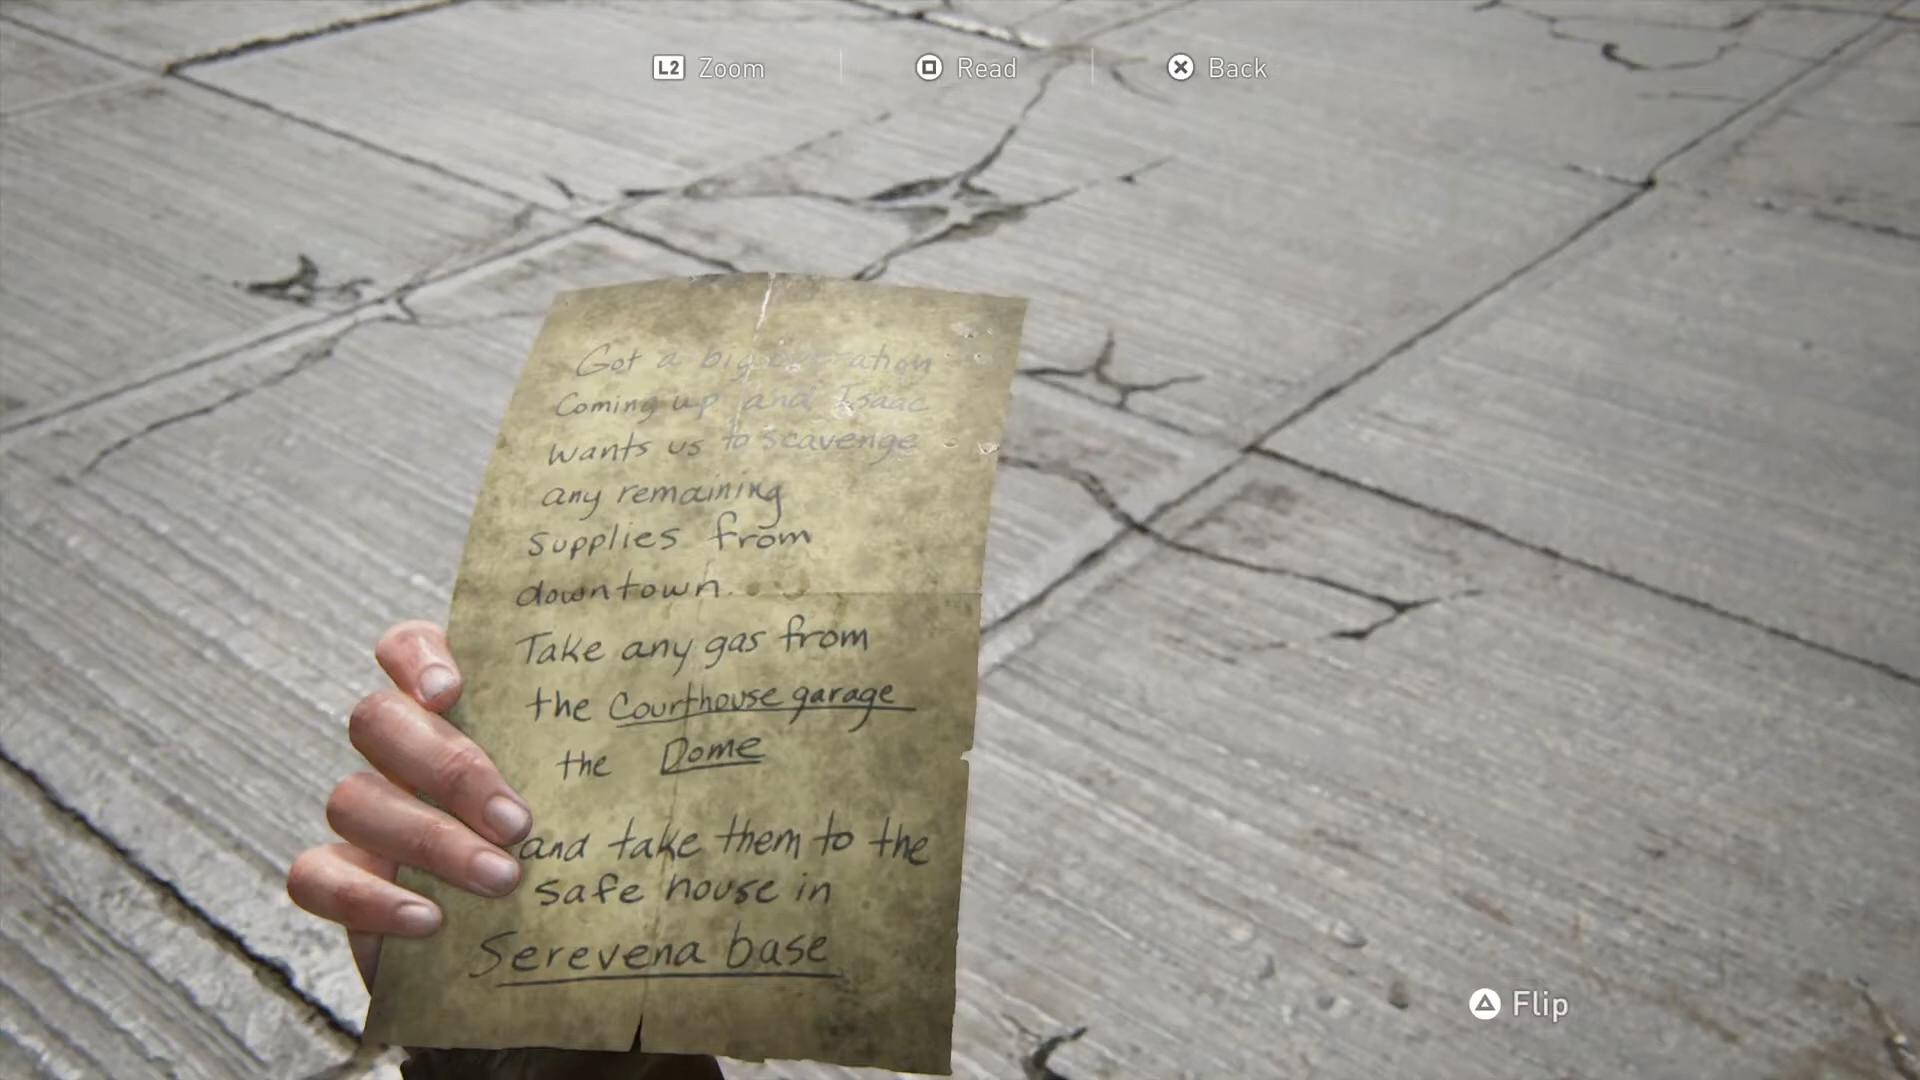 L2 Zoom
Read
Back
Got a big operation
Coming up and Isaac
wants us to scavenge
any remaining
supplies from
downtown.
Take any gas from
the Courthouse garage
the Dome
and take them to the
safe house in
Serevena base
Flip